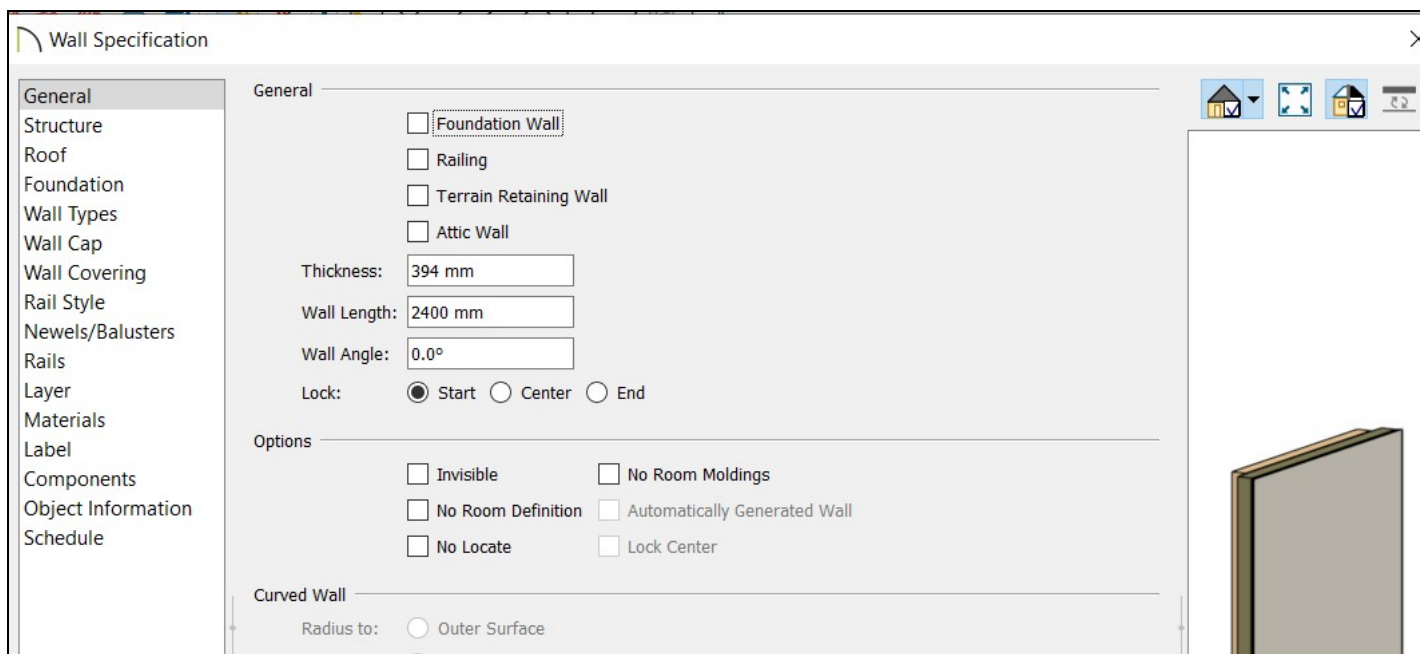 Wall Specification
General
Structure
Roof
Foundation
Wall Types
Wall Cap
Wall Covering
Rail Style
Newels/Balusters
Rails
Layer
Materials
Label
Components
Object Information
Schedule
General
Foundation Wall
Railing
Terrain Retaining Wall
Attic Wall
Thickness: 394 mm
Wall Length: 2400 mm
Wall Angle: 0.0°
Lock: Start Center End
Options
Invisible No Room Moldings
No Room Definition Automatically Generated Wall
No Locate Lock Center
Curved Wall
Radius to: Outer Surface